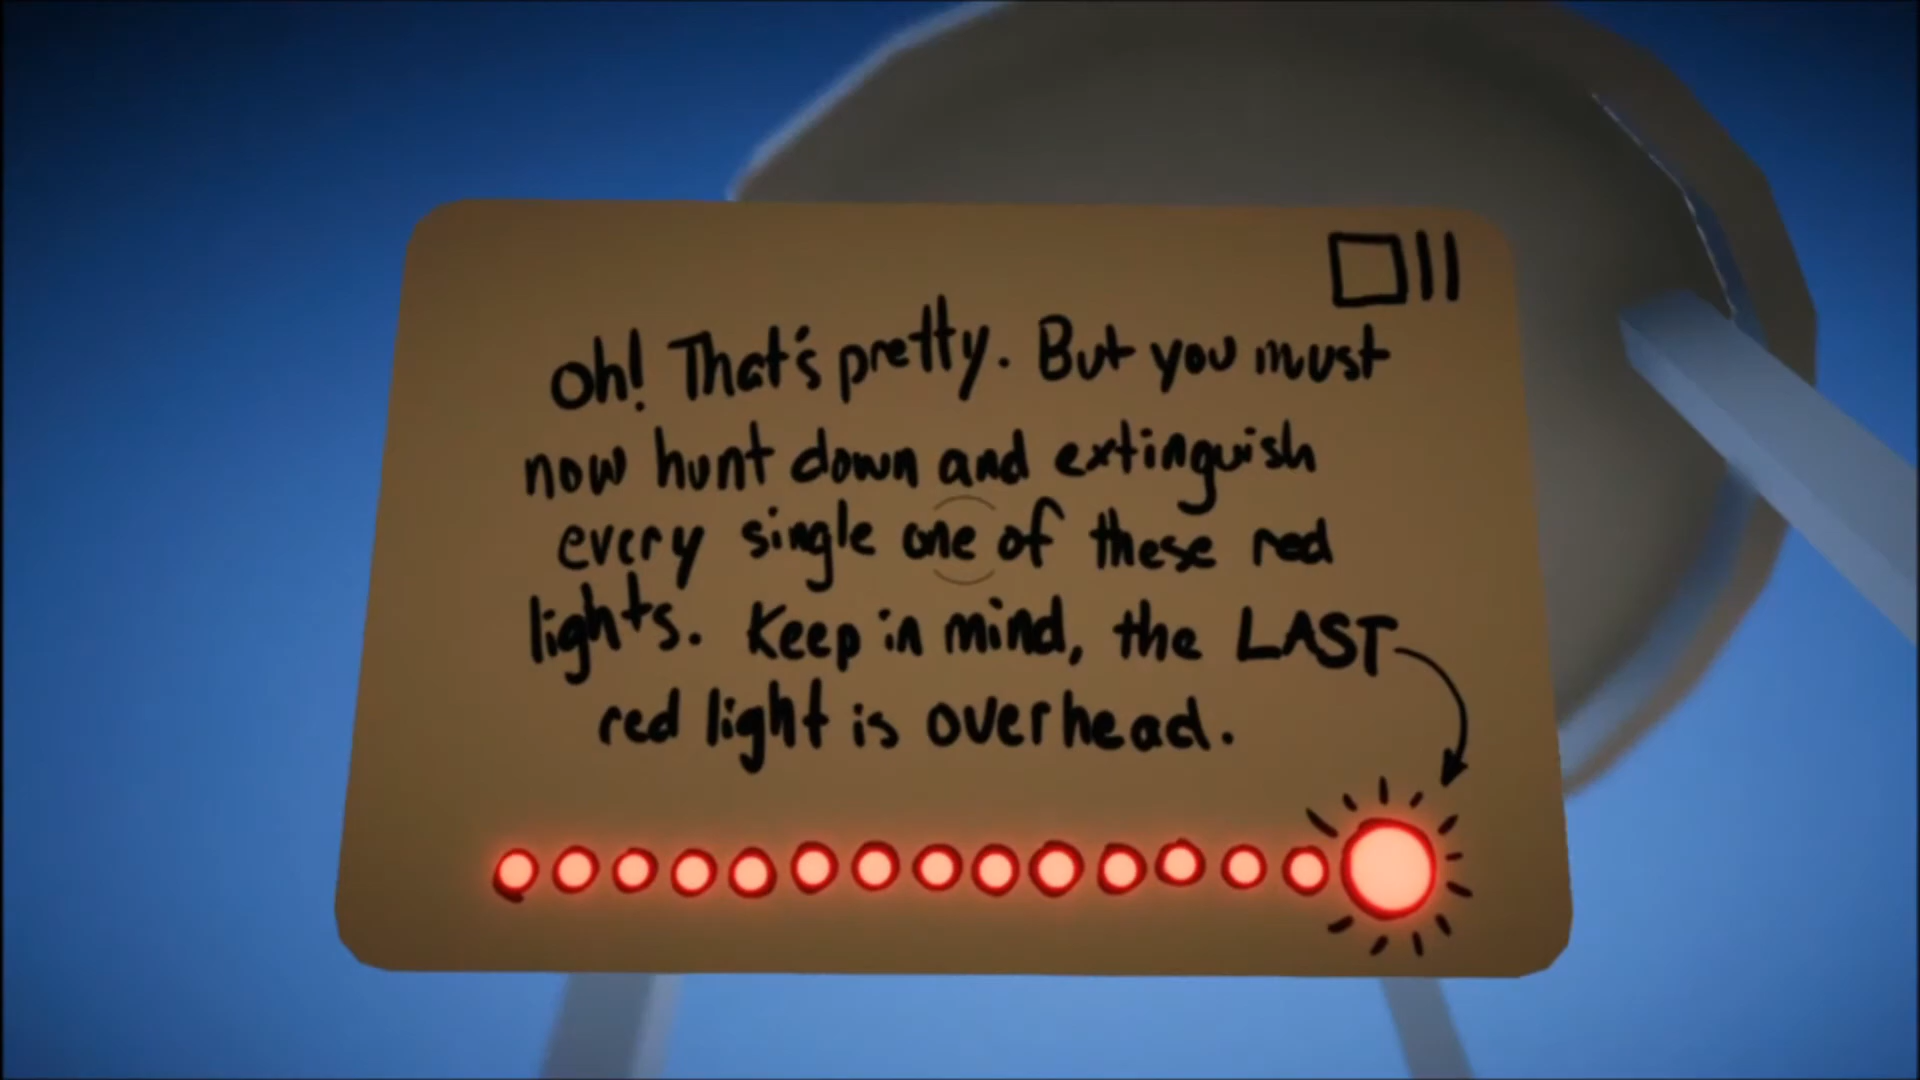 Oh! That's pretty. But you must
now hunt down and extinguish
every single one of these red
lights. Keep in mind, the LAST
red light is overhead.